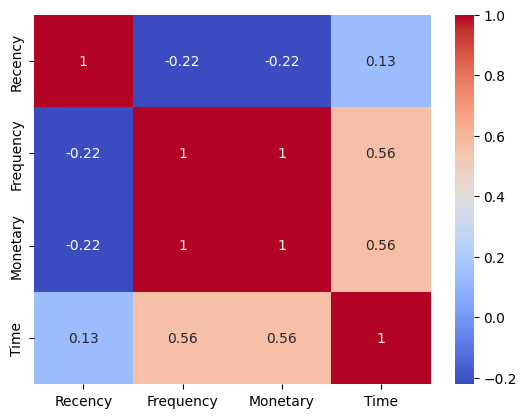 Recency
1
-0.22
-0.22
0.13
Frequency
-0.22
1
1
0.56
Monetary
-0.22
1
1
0.56
Time
0.13
0.56
0.56
1
Recency
Frequency
Monetary
Time
1.0
0.8
0.6
0.4
0.2
0.0
−0.2